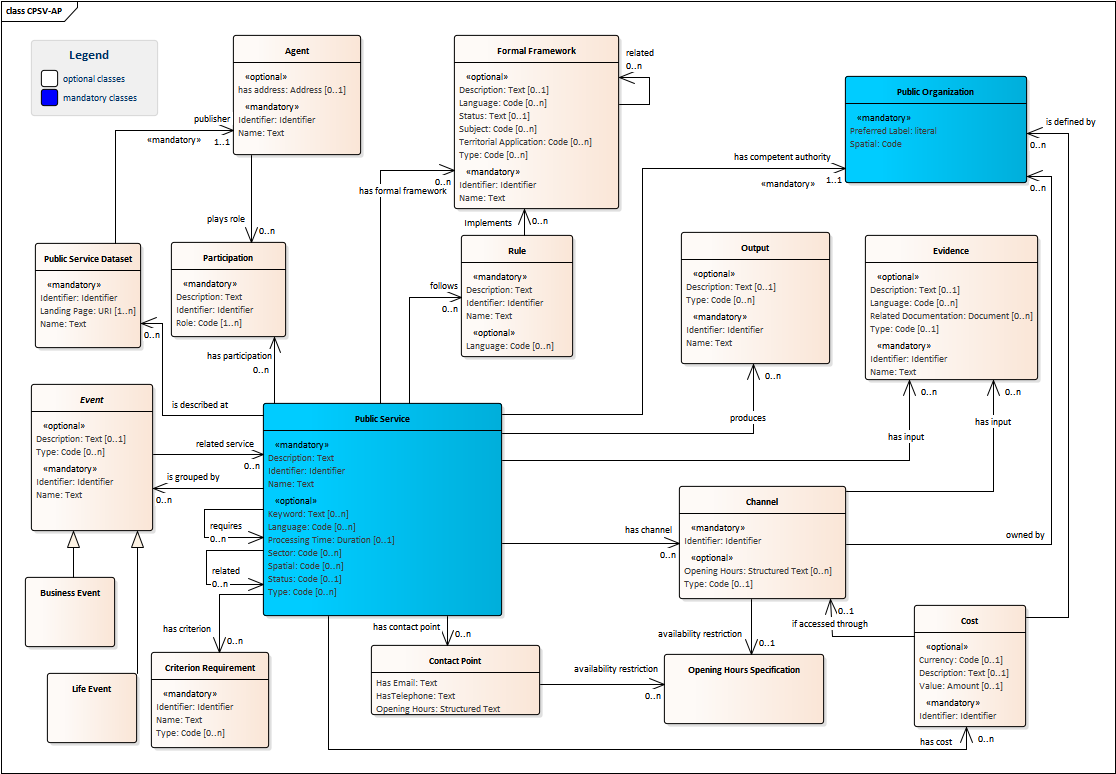 class CPSV-AP
Legend
optional classes
mandatory classes
Agent
«optional»
has address: Address [0..1]
«mandatory»
Identifier: Identifier
Name: Text
publisher
«mandatory»
1..1
plays role
0..n
Formal Framework
«optional»
Description: Text [0..1]
Language: Code [0..n]
Status: Text [0..1]
Subject: Code [0..n]
Territorial Application: Code [0..n]
Type: Code [0..n]
«mandatory»
Identifier: Identifier
Name: Text
related
0..n
has formal framework
0..n
Implements
0..n
Public Organization
«mandatory»
Preferred Label: literal
Spatial: Code
has competent authority
«mandatory»
1..1
is defined by
0..n
0..n
Public Service Dataset
«mandatory»
Identifier: Identifier
Landing Page: URI [1..n]
Name: Text
0..n
is described at
Participation
«mandatory»
Description: Text
Identifier: Identifier
Role: Code [1..n]
has participation
0..n
Rule
«mandatory»
Description: Text
Identifier: Identifier
Name: Text
«optional»
Language: Code [0..n]
follows
0..n
Output
«optional»
Description: Text [0..1]
Type: Code [0..n]
«mandatory»
Identifier: Identifier
Name: Text
0..n
produces
Evidence
«optional»
Description: Text [0..1]
Language: Code [0..n]
Related Documentation: Document [0..n]
Type: Code [0..1]
«mandatory»
Identifier: Identifier
Name: Text
0..n
has input
0..n
has input
Event
«optional»
Description: Text [0..1]
Type: Code [0..n]
«mandatory»
Identifier: Identifier
Name: Text
related service
0..n
is grouped by
0..n
Public Service
«mandatory»
Description: Text
Identifier: Identifier
Name: Text
«optional»
Keyword: Text [0..n]
Language: Code [0..n]
Processing Time: Duration [0..1]
Sector: Code [0..n]
Spatial: Code [0..n]
Status: Code [0..1]
Type: Code [0..n]
requires
0..n
related
0..n
has channel
0..n
Channel
«mandatory»
Identifier: Identifier
«optional»
Opening Hours: Structured Text [0..n]
Type: Code [0..1]
owned by
Business Event
Life Event
has criterion
0..n
Criterion Requirement
«mandatory»
Identifier: Identifier
Name: Text
Type: Code [0..n]
has contact point
0..n
Contact Point
Has Email: Text
HasTelephone: Text
Opening Hours: Structured Text
availability restriction
0..n
availability restriction
0..1
Opening Hours Specification
0..1
if accessed through
Cost
«optional»
Currency: Code [0..1]
Description: Text [0..1]
Value: Amount [0..1]
«mandatory»
Identifier: Identifier
has cost
0..n